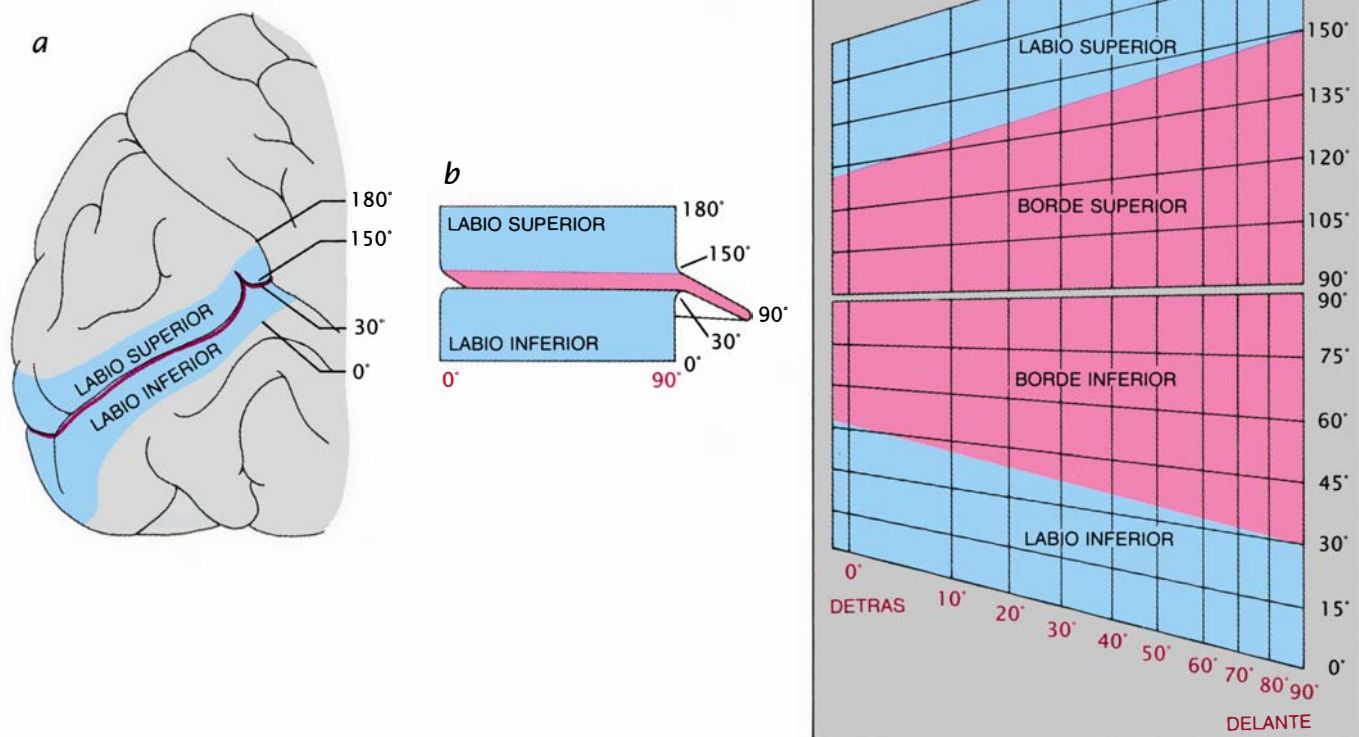 a
180°
150°
30°
0°
LABIO SUPERIOR
LABIO INFERIOR
b
LABIO SUPERIOR
LABIO INFERIOR
180°
150°
90°
30°
0°
0°
90°
LABIO SUPERIOR
BORDE SUPERIOR
150°
135°
120°
105°
90°
90°
75°
60°
45°
30°
15°
0°
BORDE INFERIOR
LABIO INFERIOR
0°
10°
20°
30°
40°
50°
60°
70°
80°
90°
DETRAS
DELANTE